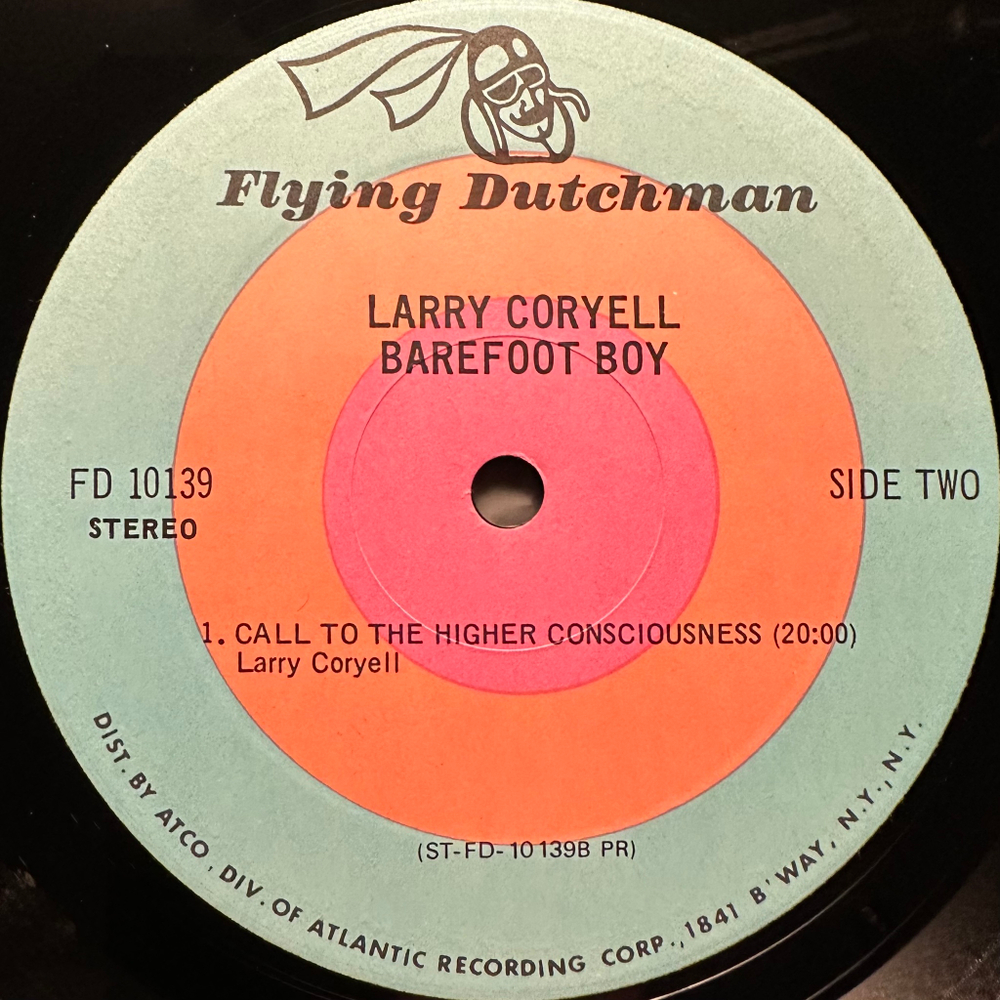 Flying Dutchman
LARRY CORYELL
BAREFOOT BOY
FD 10139
STEREO
SIDE TWO
1. CALL TO THE HIGHER CONSCIOUSNESS (20:00)
Larry Coryell
(ST-FD-10139B PR)
DIST. BY ATCO, DIV. OF ATLANTIC RECORDING CORP., 1841 B'WAY, N.Y., N.Y.